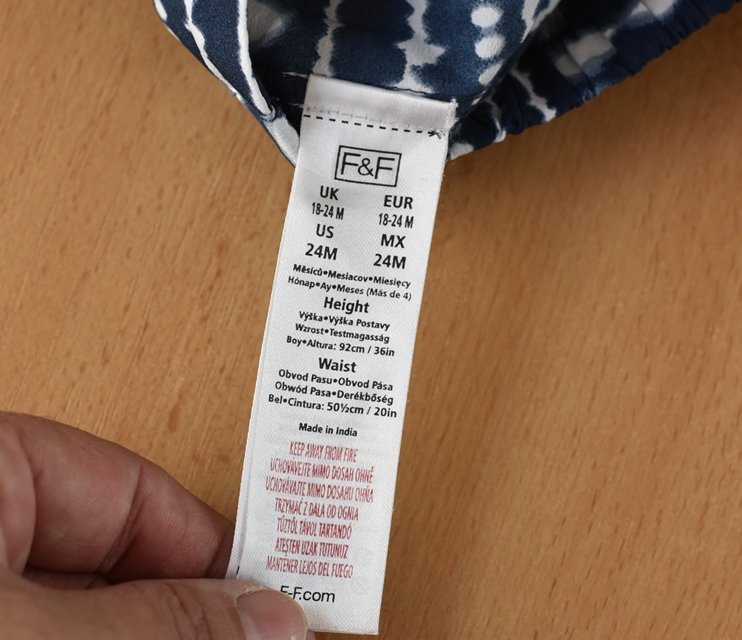 F&F
UK EUR
18-24 M 18-24 M
US MX
24M 24M
Měsíců•Mesiacov•Miesięcy
Hónap•Ay•Meses (Más de 4)
Height
Výška•Výška Postavy
Wzrost•Testmagasság
Boy•Altura: 92cm / 36in
Waist
Obvod Pasu•Obvod Pása
Obwód Pasa•Derékbőség
Bel•Cintura: 50½cm / 20in
Made in India
KEEP AWAY FROM FIRE
UCHOVÁVEJTE MIMO DOSAH OHNĚ
UCHOVÁVAJTE MIMO DOSAHU OHŇA
TRZYMAĆ Z DALA OD OGNIA
TŰZTŐL TÁVOL TARTANDÓ
ATEŞTEN UZAK TUTUNUZ
MANTENER LEJOS DEL FUEGO
F-F.com